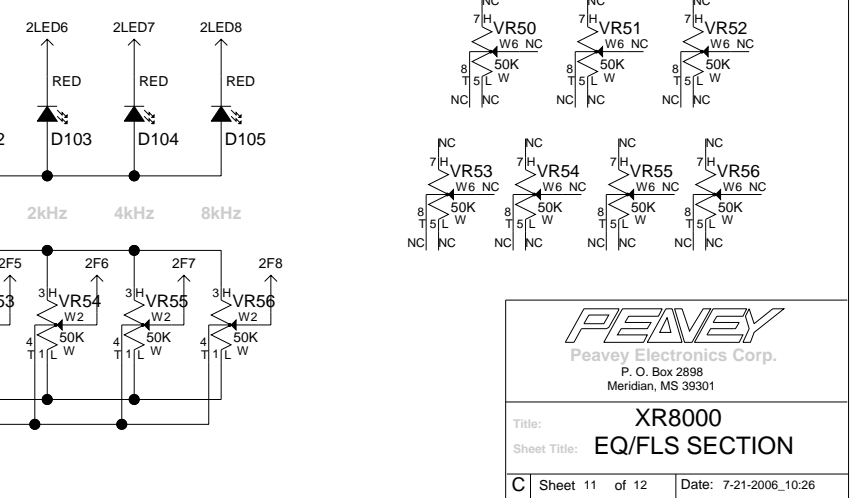 2LED6 2LED7 2LED8
RED RED RED
D103 D104 D105
2kHz 4kHz 8kHz
2F5 2F6 2F7 2F8
3 H VR54 3 H VR55 3 H VR56
W2 W2 W2
50K 50K 50K
4 W 4 W 4 W
T 1 L T 1 L T 1 L
NC NC NC
7 H VR50 7 H VR51 7 H VR52
W6 NC W6 NC W6 NC
50K 50K 50K
8 W 8 W 8 W
T 5 L T 5 L T 5 L
NC NC NC NC NC NC
NC NC NC NC
7 H VR53 7 H VR54 7 H VR55 7 H VR56
W6 NC W6 NC W6 NC W6 NC
50K 50K 50K 50K
8 W 8 W 8 W 8 W
T 5 L T 5 L T 5 L T 5 L
NC NC NC NC NC NC NC NC
PEAVEY
Peavey Electronics Corp.
P. O. Box 2898
Meridian, MS 39301
Title: XR8000
Sheet Title: EQ/FLS SECTION
C Sheet 11 of 12 Date: 7-21-2006_10:26